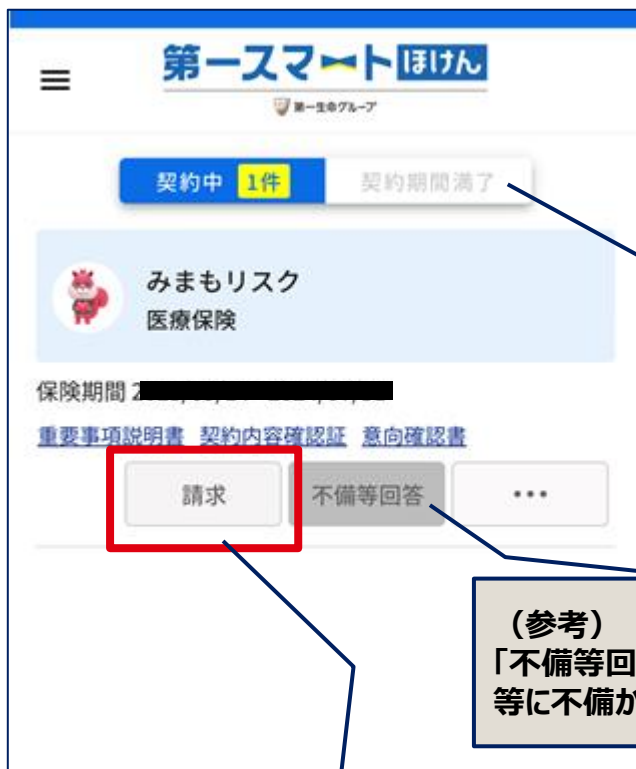 第一スマートほけん
第一生命グループ
契約中 1件 契約期間満了
みまもリスク
医療保険
保険期間 2
重要事項説明書 契約内容確認証 意向確認書
請求 不備等回答 •••
（参考）
「不備等回
等に不備か